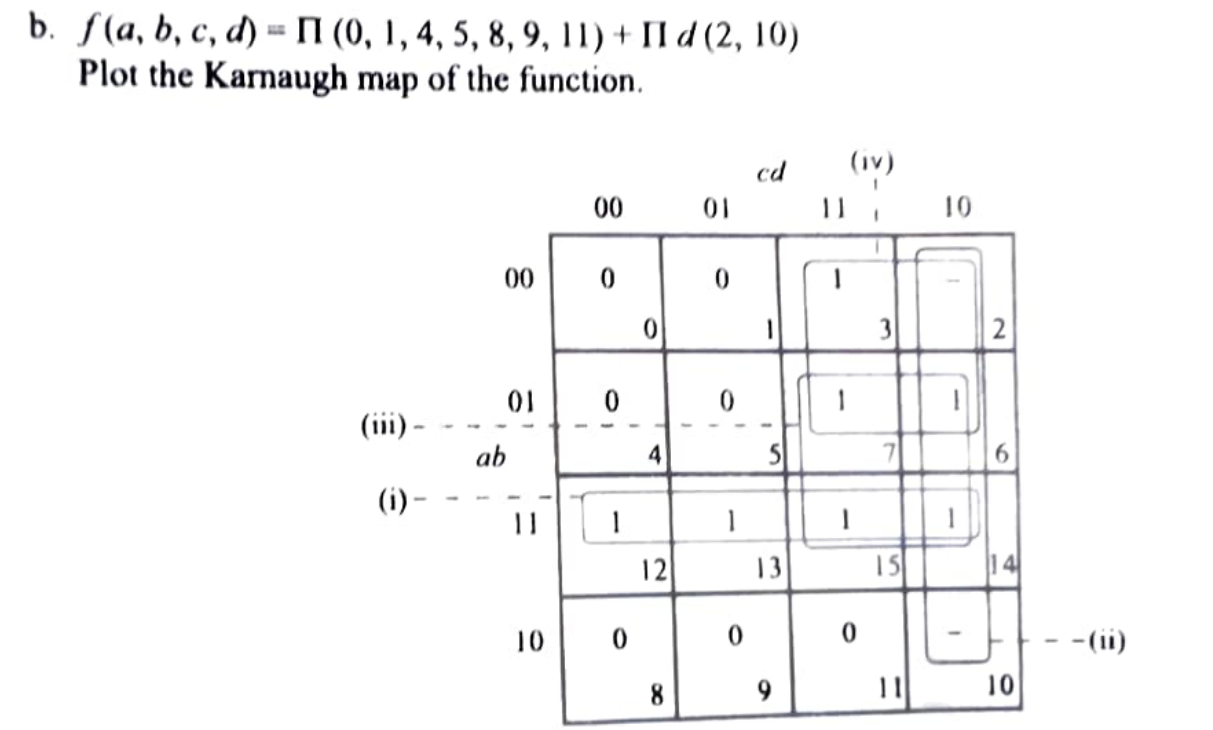 b. f(a, b, c, d) = Π (0, 1, 4, 5, 8, 9, 11) + Π d (2, 10)
Plot the Karnaugh map of the function.
cd (iv)
00 01 11 10
00 0 0 1 -
0 1 3 2
01 0 0 1 1
(iii)
ab 4 5 7 6
(i)
11 1 1 1 1
12 13 15 14
10 0 0 0 - (ii)
8 9 11 10